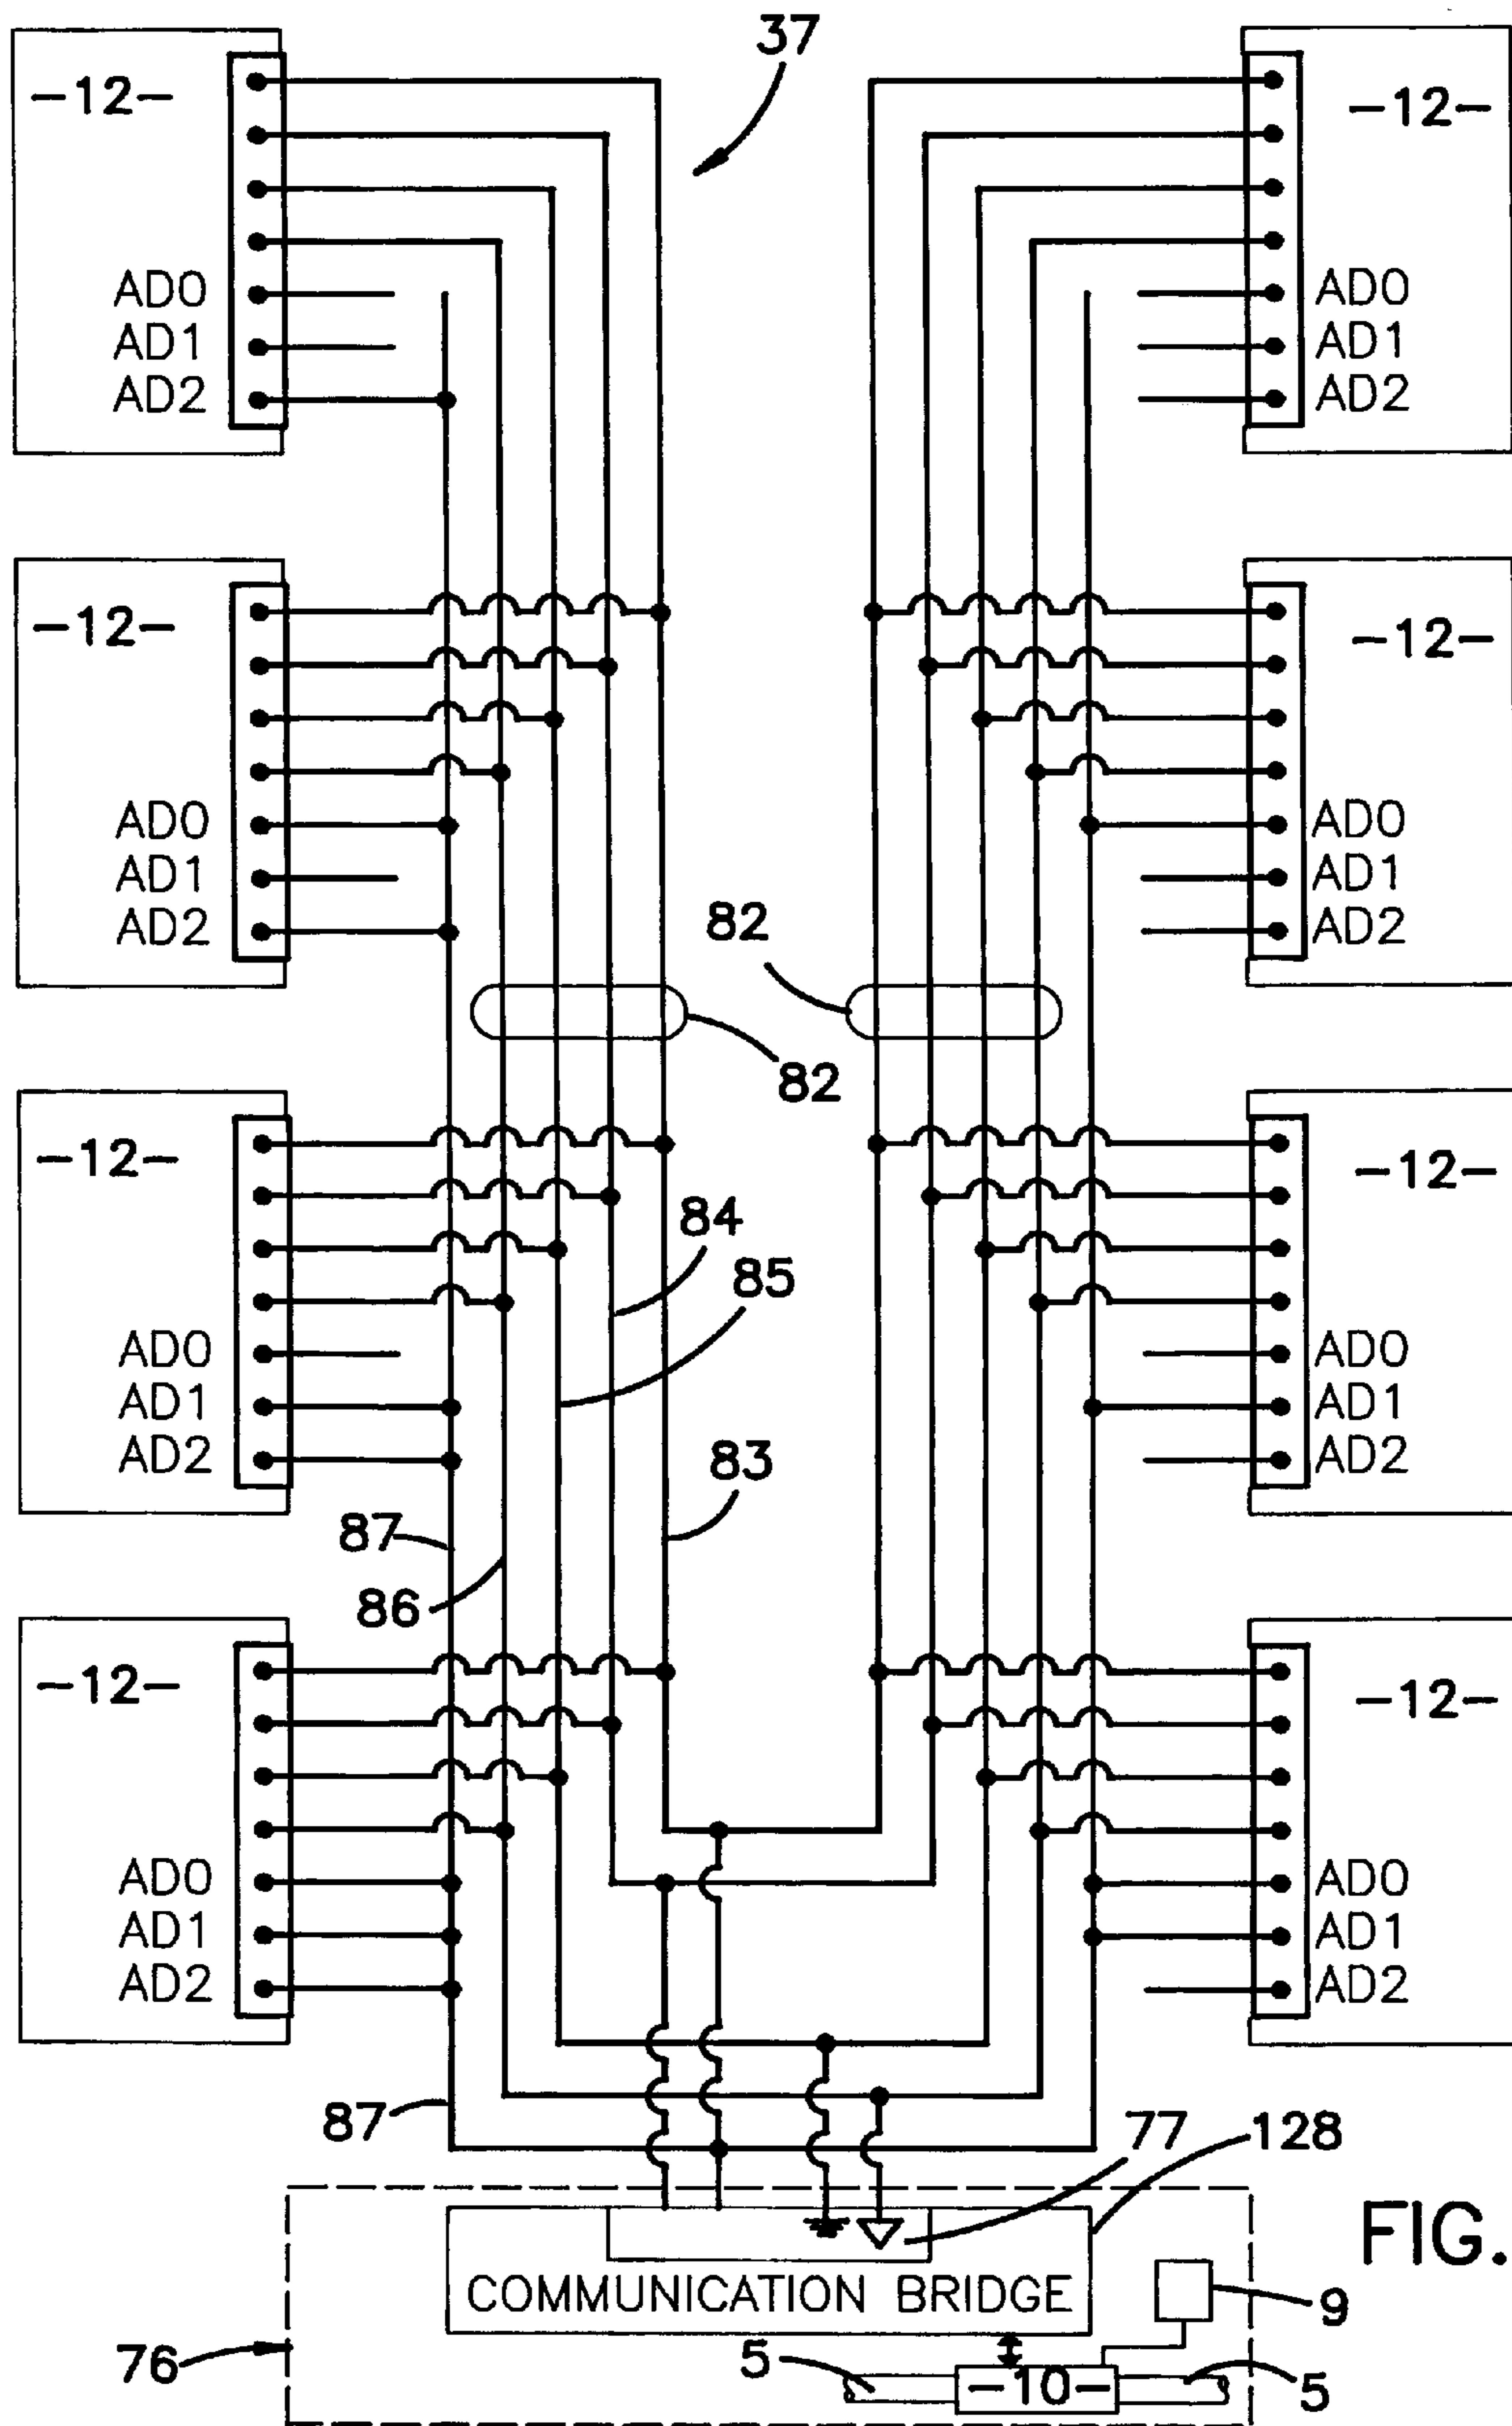 37
-12-
-12-
AD0
AD1
AD2
AD0
AD1
AD2
-12-
-12-
AD0
AD1
AD2
AD0
AD1
AD2
82
82
-12-
-12-
84
85
AD0
AD1
AD2
AD0
AD1
AD2
83
87
86
-12-
-12-
AD0
AD1
AD2
AD0
AD1
AD2
87
77
128
FIG.
COMMUNICATION BRIDGE
9
76
5
-10-
5